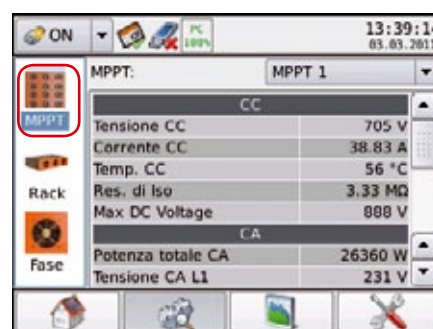 ON PC 100% 13:39:1
03.03.201
MPPT: MPPT 1
CC
MPPT
Tensione CC 705 V
Corrente CC 38.83 A
Temp. CC 56 °C
Rack
Res. di Iso 3.33 MΩ
Max DC Voltage 888 V
CA
Potenza totale CA 26360 W
Fase
Tensione CA L1 231 V